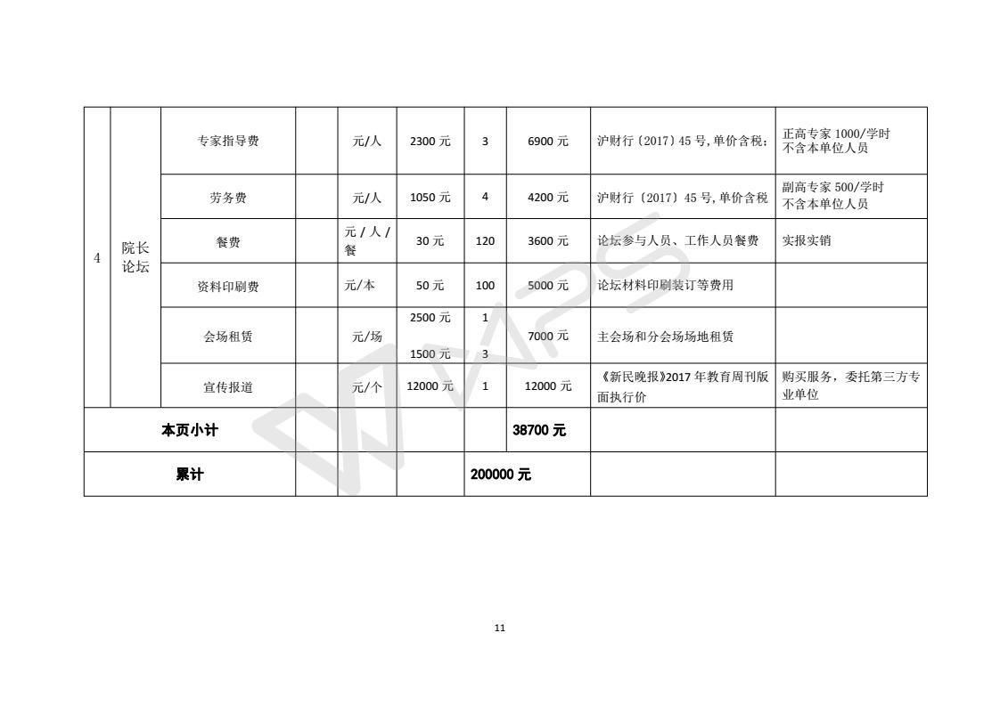 4
院长
论坛
专家指导费
元/人
2300 元
3
6900 元
沪财行〔2017〕45 号,单价含税;
正高专家 1000/学时
不含本单位人员
劳务费
元/人
1050 元
4
4200 元
沪财行〔2017〕45 号,单价含税
副高专家 500/学时
不含本单位人员
餐费
元 / 人 /
餐
30 元
120
3600 元
论坛参与人员、工作人员餐费
实报实销
资料印刷费
元/本
50 元
100
5000 元
论坛材料印刷装订等费用
会场租赁
元/场
2500 元
1500 元
1
3
7000 元
主会场和分会场场地租赁
宣传报道
元/个
12000 元
1
12000 元
《新民晚报》2017 年教育周刊版
面执行价
购买服务，委托第三方专
业单位
本页小计
38700 元
累计
200000 元
WPS
11